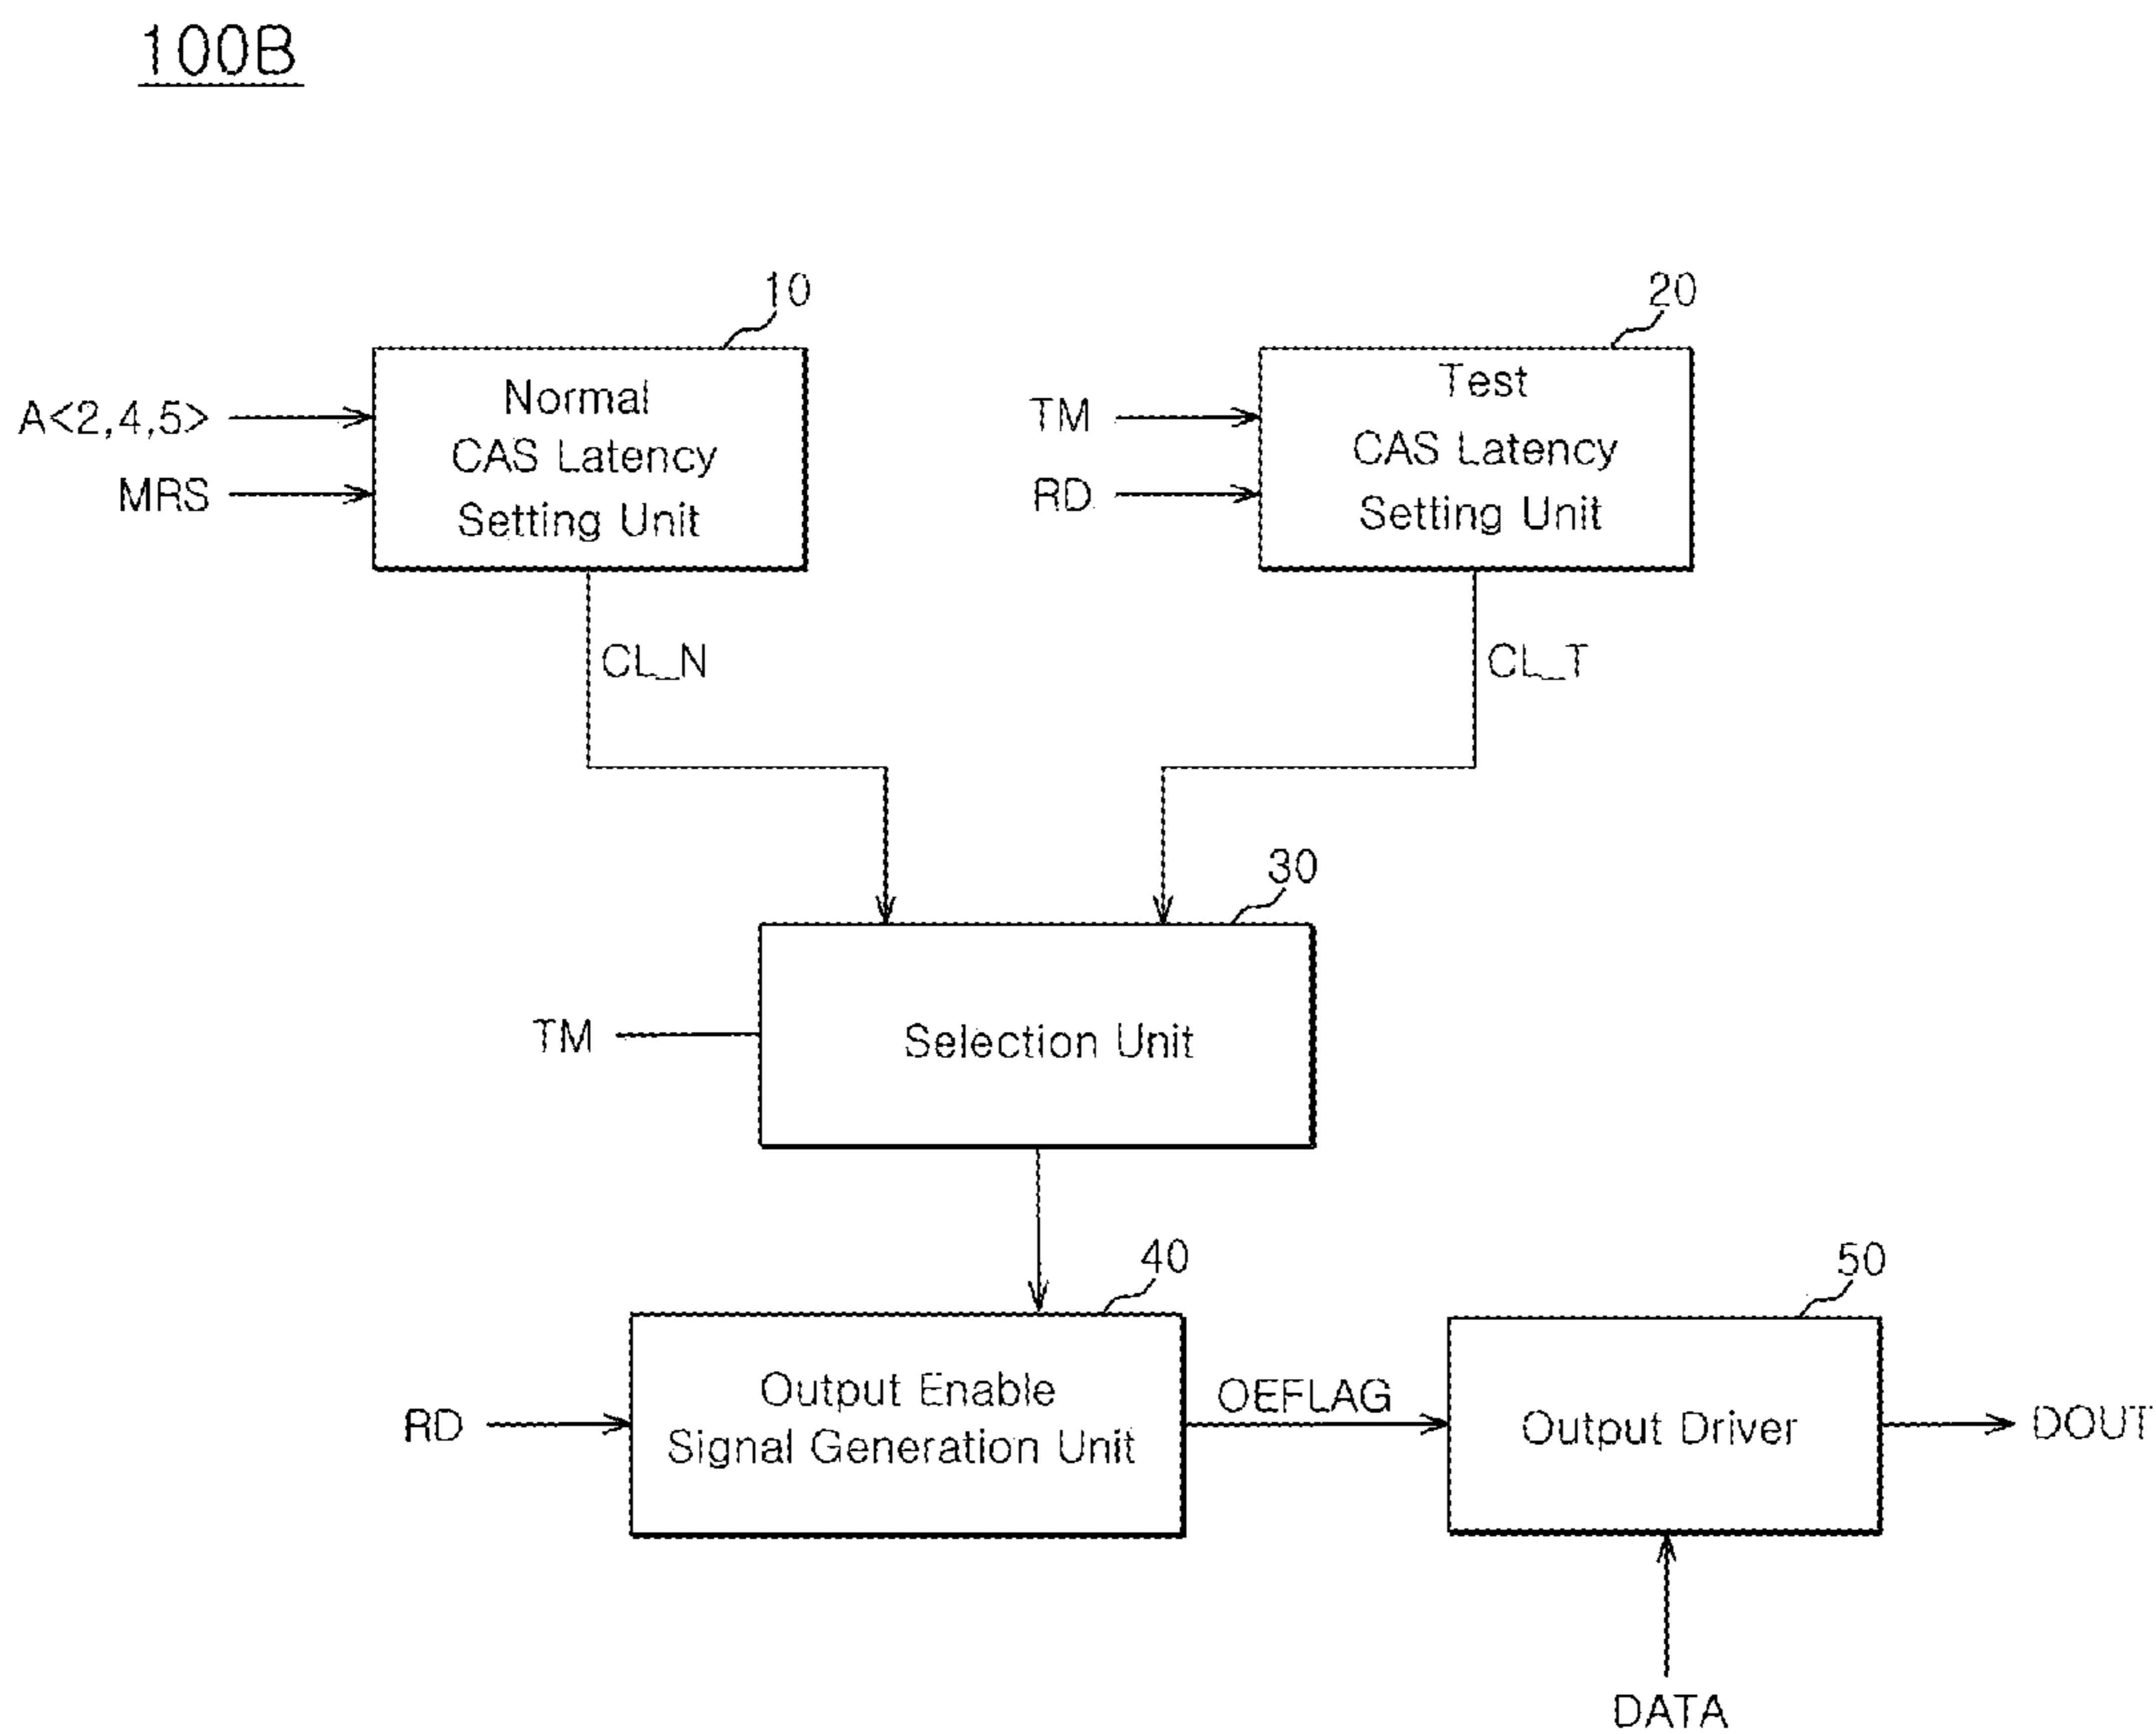 100B
10
20
A<2,4,5>
MRS
Normal
CAS Latency
Setting Unit
TM
RD
Test
CAS Latency
Setting Unit
CL_N
CL_T
30
TM
Selection Unit
40
50
RD
Output Enable
Signal Generation Unit
OEFLAG
Output Driver
DOUT
DATA